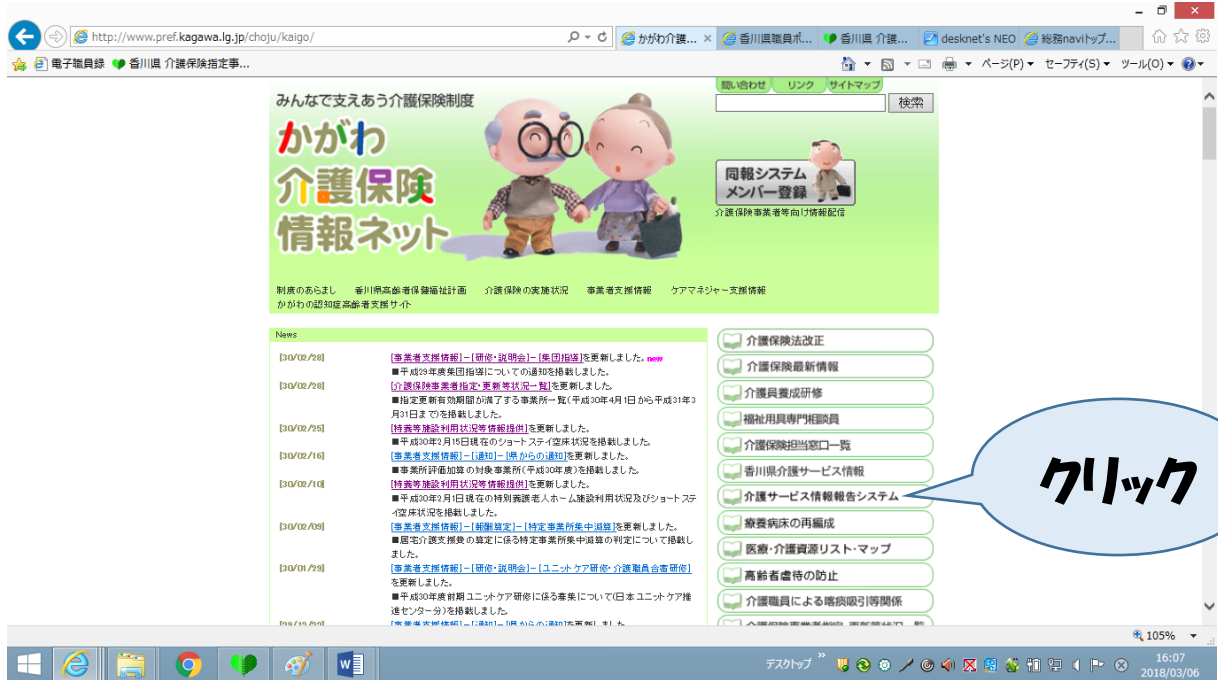 http://www.pref.kagawa.lg.jp/choju/kaigo/
かがわ介護...
香川県職員ポ...
香川県 介護...
desknet's NEO
総務naviトップ...
電子職員録
香川県 介護保険指定事...
ページ(P)
セーフティ(S)
ツール(O)
問い合わせ
リンク
サイトマップ
検索
みんなで支えあう介護保険制度
かがわ
介護保険
情報ネット
同報システム
メンバー登録
介護保険事業者等向け情報配信
制度のあらまし 香川県高齢者保健福祉計画 介護保険の実施状況 事業者支援情報 ケアマネジャー支援情報
かがわの認知症高齢者支援サイト
News
[30/02/28] [事業者支援情報]-[研修・説明会]-[集団指導]を更新しました。new
■平成29年度集団指導についての通知を掲載しました。
[30/02/28] [介護保険事業者指定・更新等状況一覧]を更新しました。
■指定更新有効期間が満了する事業所一覧(平成30年4月1日から平成31年3
月31日まで)を掲載しました。
[30/02/25] [特養等施設利用状況等情報提供]を更新しました。
■平成30年2月15日現在のショートステイ空床状況を掲載しました。
[30/02/16] [事業者支援情報]-[通知]-[県からの通知]を更新しました。
■事業所評価加算の対象事業所(平成30年度)を掲載しました。
[30/02/10] [特養等施設利用状況等情報提供]を更新しました。
■平成30年2月1日現在の特別養護老人ホーム施設利用状況及びショートステ
イ空床状況を掲載しました。
[30/02/09] [事業者支援情報]-[報酬算定]-[特定事業所集中減算]を更新しました。
■居宅介護支援費の算定に係る特定事業所集中減算の判定について掲載し
ました。
[30/01/29] [事業者支援情報]-[研修・説明会]-[ユニットケア研修・介護職員合宿研修]
を更新しました。
■平成30年度前期ユニットケア研修に係る募集について(日本ユニットケア推
進センター分)を掲載しました。
介護保険法改正
介護保険最新情報
介護員養成研修
福祉用具専門相談員
介護保険担当窓口一覧
香川県介護サービス情報
介護サービス情報報告システム
療養病床の再編成
医療・介護資源リスト・マップ
高齢者虐待の防止
介護職員による喀痰吸引等関係
クリック
105%
デスクトップ
16:07
2018/03/06